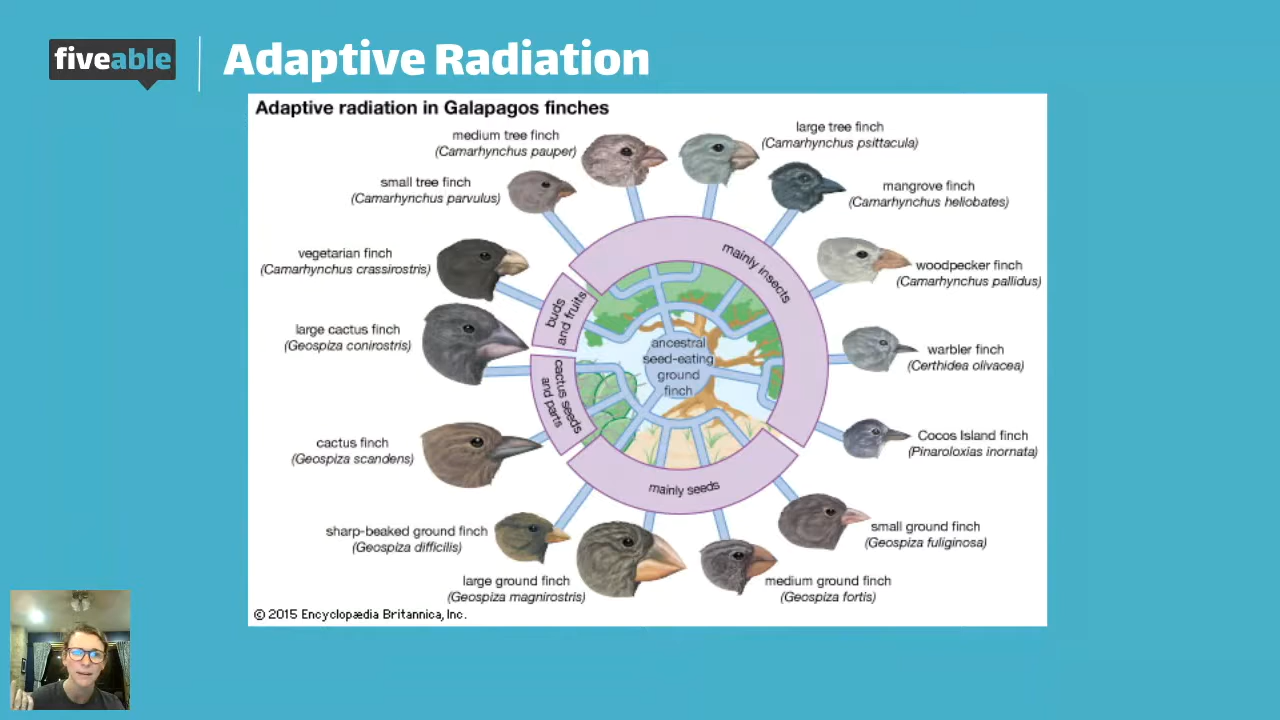 fiveable
Adaptive Radiation
Adaptive radiation in Galapagos finches
medium tree finch
(Camarhynchus pauper)
large tree finch
(Camarhynchus psittacula)
small tree finch
(Camarhynchus parvulus)
mangrove finch
(Camarhynchus heliobates)
vegetarian finch
(Camarhynchus crassirostris)
woodpecker finch
(Camarhynchus pallidus)
large cactus finch
(Geospiza conirostris)
warbler finch
(Certhidea olivacea)
cactus finch
(Geospiza scandens)
Cocos Island finch
(Pinaroloxias inornata)
sharp-beaked ground finch
(Geospiza difficilis)
small ground finch
(Geospiza fuliginosa)
large ground finch
(Geospiza magnirostris)
medium ground finch
(Geospiza fortis)
mainly insects
buds
and fruits
cactus seeds
and parts
mainly seeds
ancestral
seed-eating
ground
finch
© 2015 Encyclopædia Britannica, Inc.